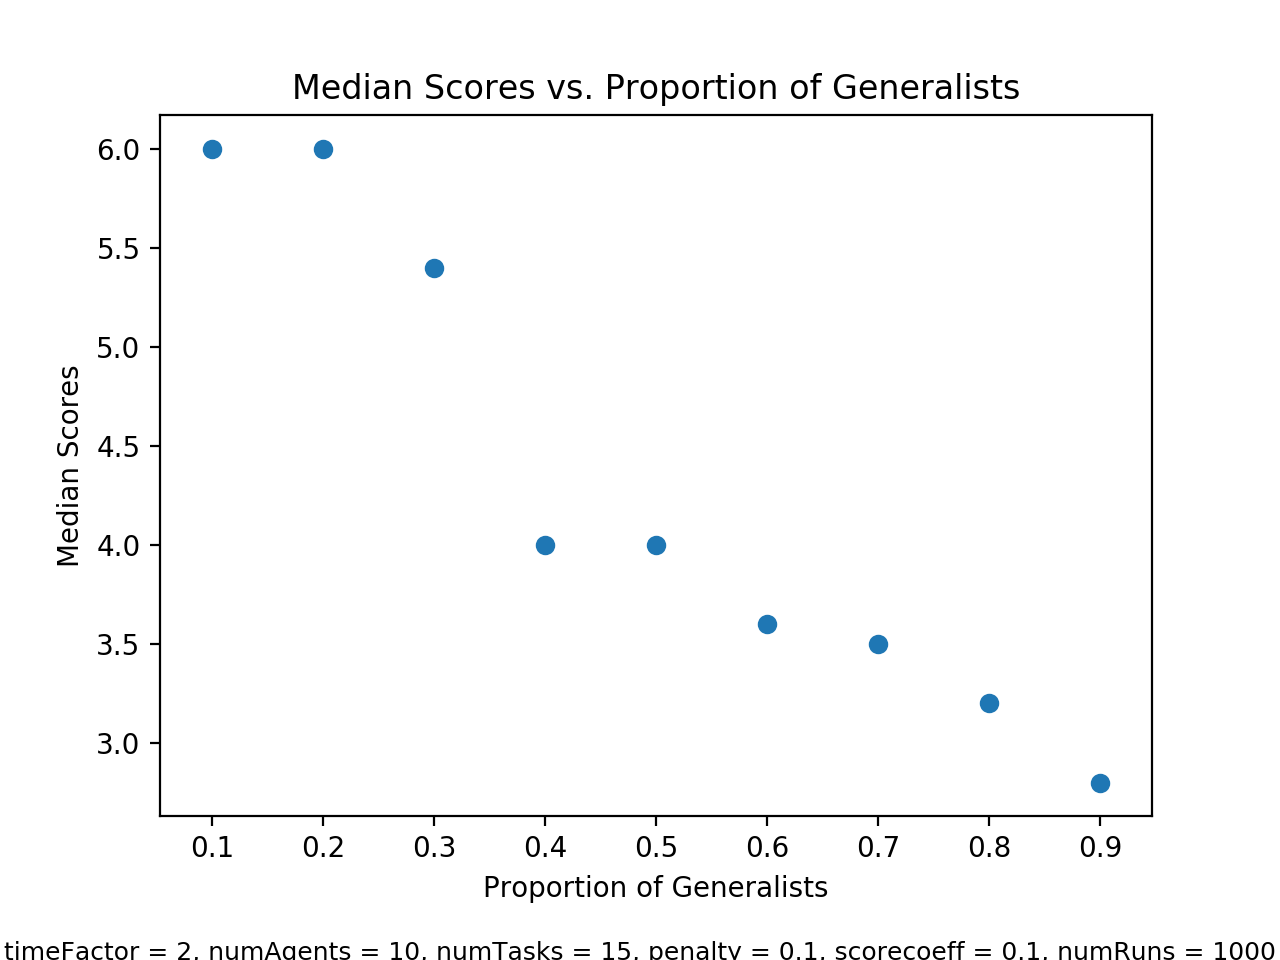 Median Scores vs. Proportion of Generalists
Median Scores
6.0
5.5
5.0
4.5
4.0
3.5
3.0
0.1 0.2 0.3 0.4 0.5 0.6 0.7 0.8 0.9
Proportion of Generalists
timeFactor = 2, numAgents = 10, numTasks = 15, penalty = 0.1, scorecoeff = 0.1, numRuns = 1000